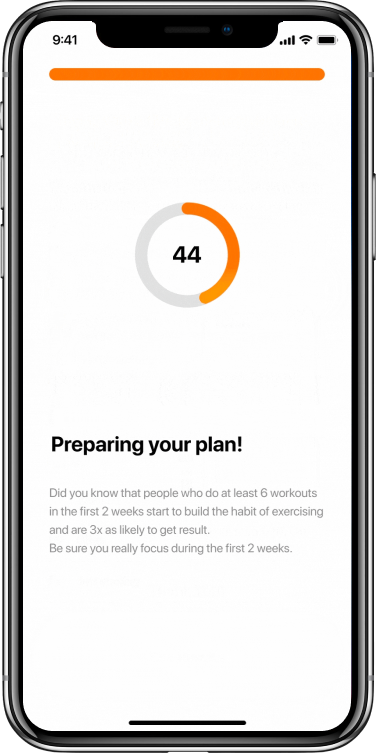 9:41
44
Preparing your plan!
Did you know that people who do at least 6 workouts
in the first 2 weeks start to build the habit of exercising
and are 3x as likely to get result.
Be sure you really focus during the first 2 weeks.